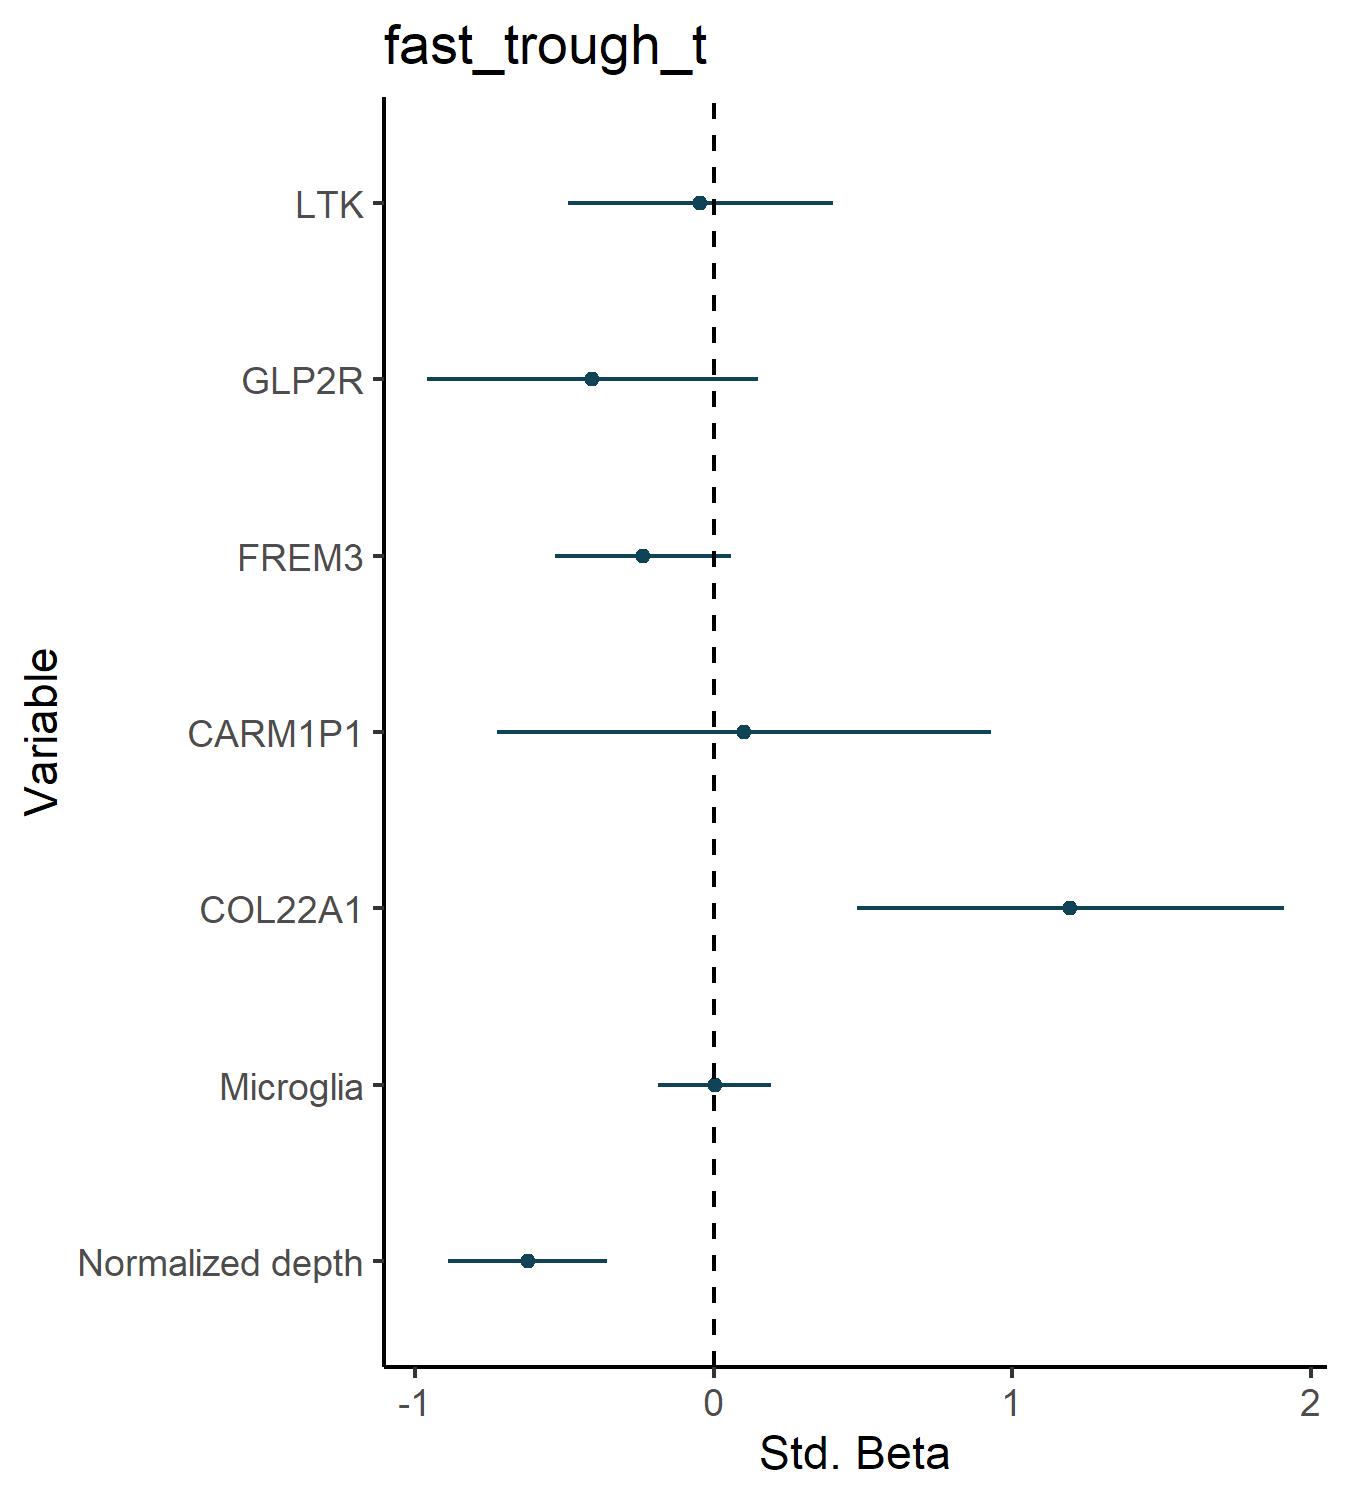 fast_trough_t
LTK
GLP2R
FREM3
CARM1P1
COL22A1
Microglia
Normalized depth
Variable
-1 0 1 2
Std. Beta